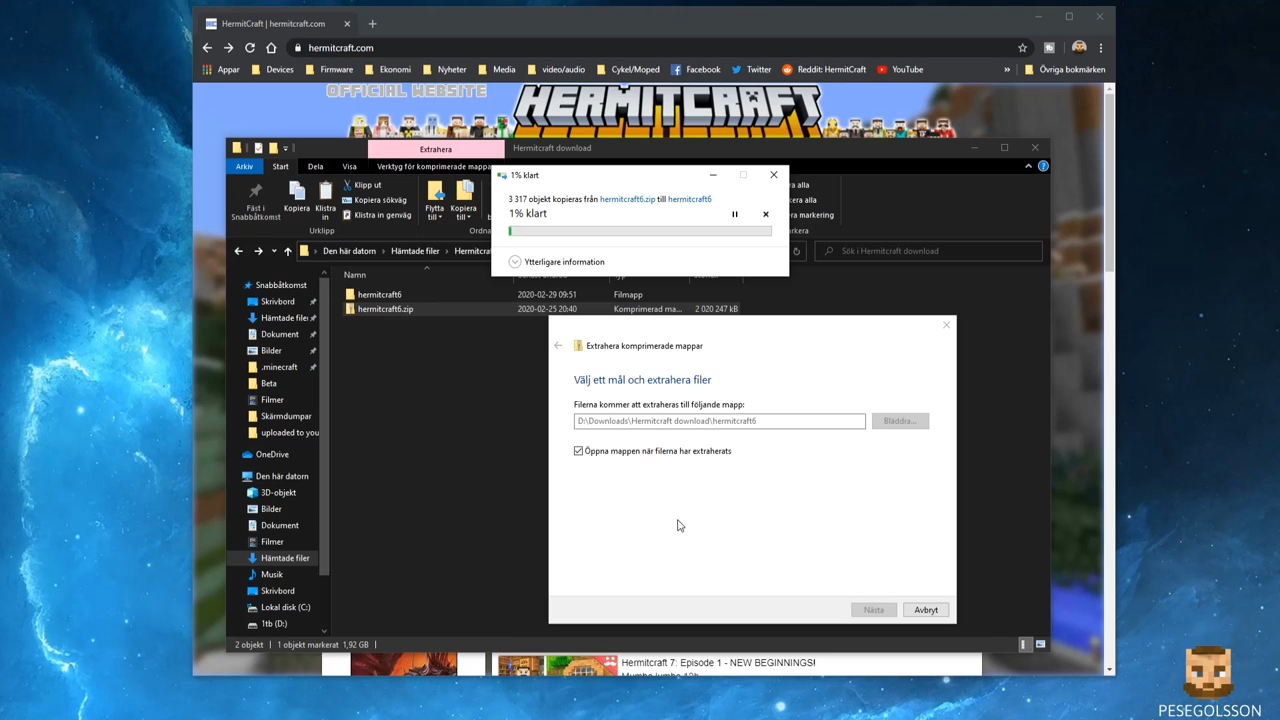 HermitCraft | hermitcraft.com
hermitcraft.com
Appar Devices Firmware Ekonomi Nyheter Media video/audio Cykel/Moped Facebook Twitter Reddit: HermitCraft YouTube » Övriga bokmärken
OFFICIAL WEBSITE
HERMITCRAFT
Extrahera
Hermitcraft download
Arkiv Start Dela Visa Verktyg för komprimerade mappar
Fäst i Snabbåtkomst
Kopiera
Klistra in
Klipp ut
Kopiera sökväg
Klistra in genväg
Flytta till
Kopiera till
Urklipp
alla
alla
markering
1% klart
3 317 objekt kopieras från hermitcraft6.zip till hermitcraft6
1% klart
Ytterligare information
Den här datorn > Hämtade filer >
Sök i Hermitcraft download
Namn
hermitcraft6 2020-02-29 09:51 Filmapp
hermitcraft6.zip 2020-02-25 20:40 Komprimerad ma... 2 020 247 kB
Snabbåtkomst
Skrivbord
Hämtade filer
Dokument
Bilder
.minecraft
Beta
Filmer
Skärmdumpar
uploaded to you
OneDrive
Den här datorn
3D-objekt
Bilder
Dokument
Filmer
Hämtade filer
Musik
Skrivbord
Lokal disk (C:)
1tb (D:)
Extrahera komprimerade mappar
Välj ett mål och extrahera filer
Filerna kommer att extraheras till följande mapp:
D:\Downloads\Hermitcraft download\hermitcraft6
Bläddra...
Öppna mappen när filerna har extraherats
Nästa
Avbryt
2 objekt 1 objekt markerat 1,92 GB
Hermitcraft 7: Episode 1 - NEW BEGINNINGS!
PESEGOLSSON